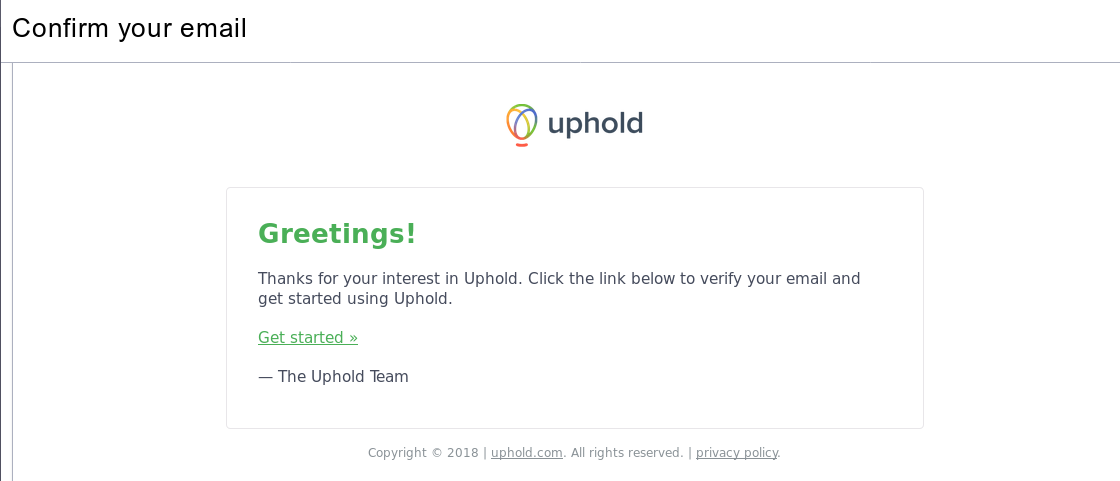 Confirm your email
uphold
Greetings!
Thanks for your interest in Uphold. Click the link below to verify your email and
get started using Uphold.
Get started »
— The Uphold Team
Copyright © 2018 | uphold.com. All rights reserved. | privacy policy.